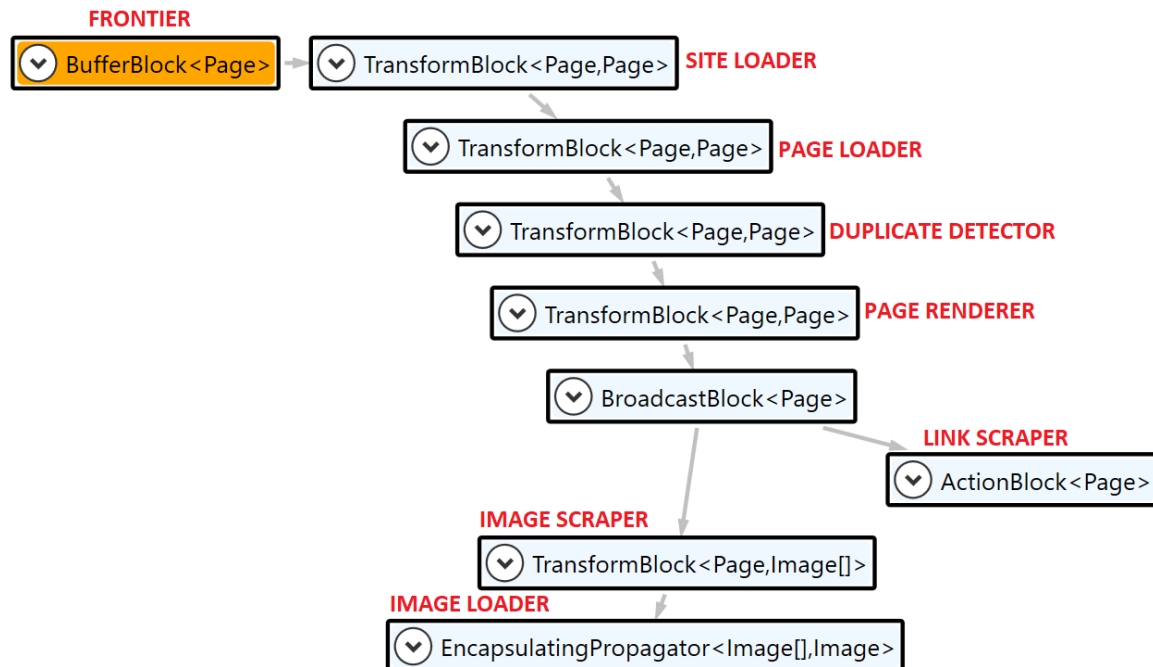 FRONTIER
BufferBlock<Page>
TransformBlock<Page,Page>
SITE LOADER
TransformBlock<Page,Page>
PAGE LOADER
TransformBlock<Page,Page>
DUPLICATE DETECTOR
TransformBlock<Page,Page>
PAGE RENDERER
BroadcastBlock<Page>
LINK SCRAPER
ActionBlock<Page>
IMAGE SCRAPER
TransformBlock<Page,Image[]>
IMAGE LOADER
EncapsulatingPropagator<Image[],Image>